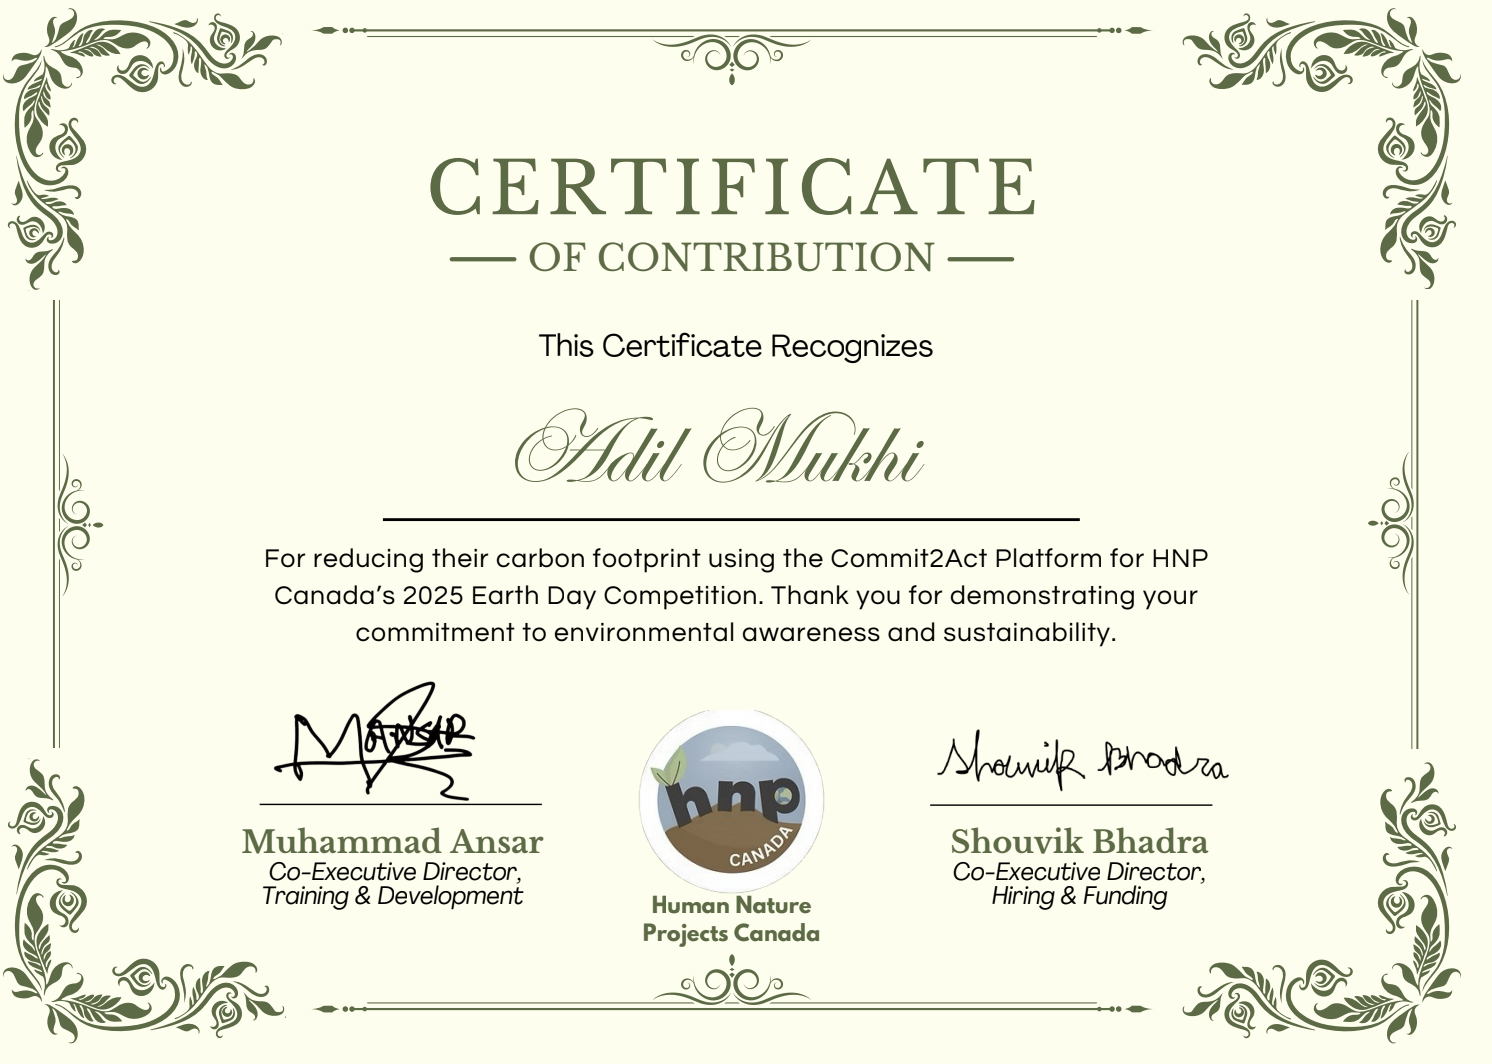 CERTIFICATE
OF CONTRIBUTION
This Certificate Recognizes
Adil Mukhi
For reducing their carbon footprint using the Commit2Act Platform for HNP
Canada’s 2025 Earth Day Competition. Thank you for demonstrating your
commitment to environmental awareness and sustainability.
MANSAR
Muhammad Ansar
Co-Executive Director,
Training & Development
hnp
CANADA
Human Nature
Projects Canada
Shouvik Bhadra
Shouvik Bhadra
Co-Executive Director,
Hiring & Funding